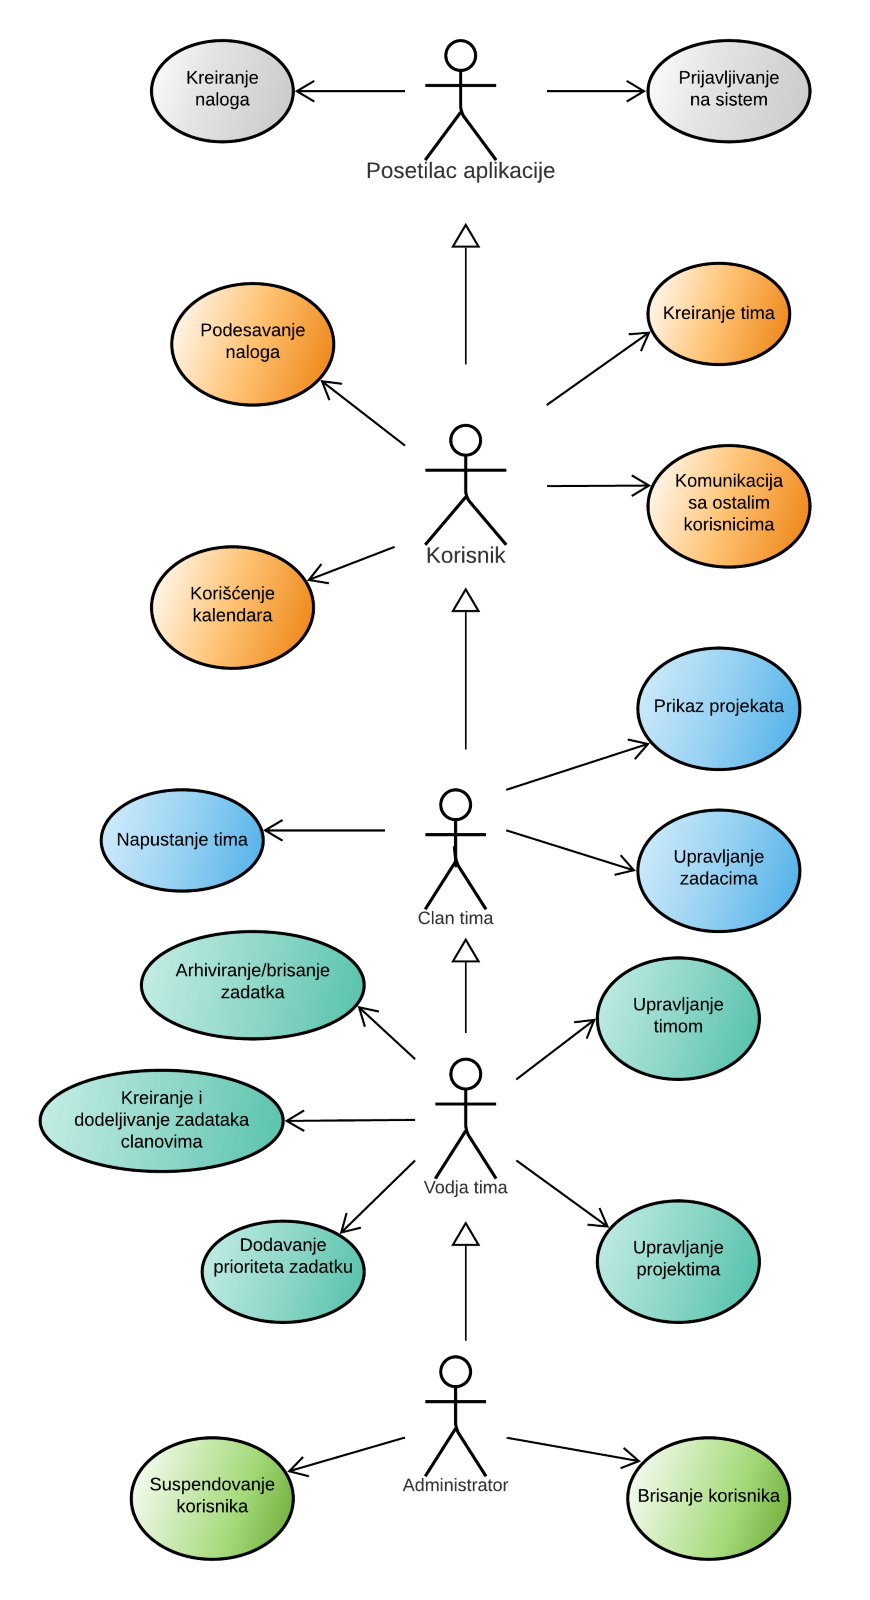 Kreiranje
naloga
Prijavljivanje
na sistem
Posetilac aplikacije
Podesavanje
naloga
Kreiranje tima
Korisnik
Komunikacija
sa ostalim
korisnicima
Korišćenje
kalendara
Prikaz projekata
Napustanje tima
Clan tima
Upravljanje
zadacima
Arhiviranje/brisanje
zadatka
Upravljanje
timom
Kreiranje i
dodeljivanje zadataka
clanovima
Vodja tima
Dodavanje
prioriteta zadatku
Upravljanje
projektima
Administrator
Suspendovanje
korisnika
Brisanje korisnika